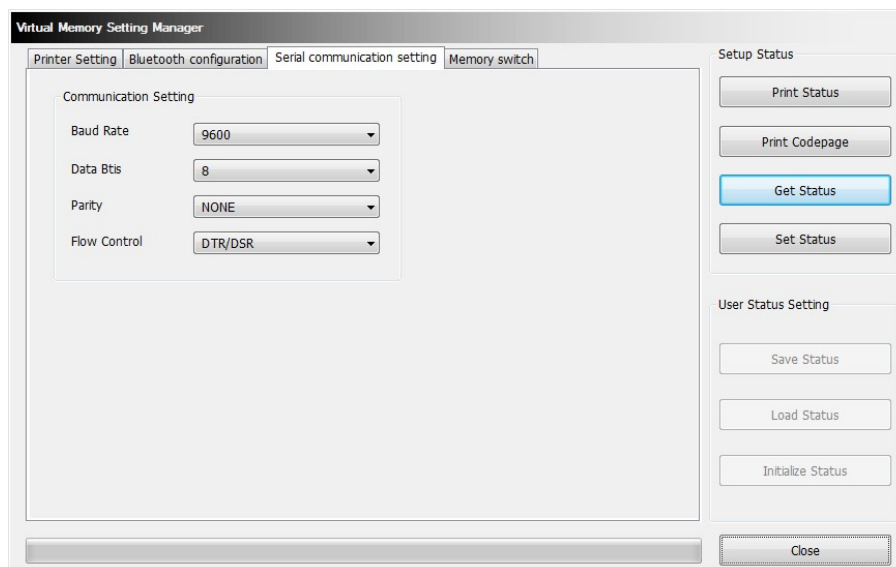 Virtual Memory Setting Manager
Printer Setting Bluetooth configuration Serial communication setting Memory switch
Communication Setting
Baud Rate 9600
Data Btis 8
Parity NONE
Flow Control DTR/DSR
Setup Status
Print Status
Print Codepage
Get Status
Set Status
User Status Setting
Save Status
Load Status
Initialize Status
Close